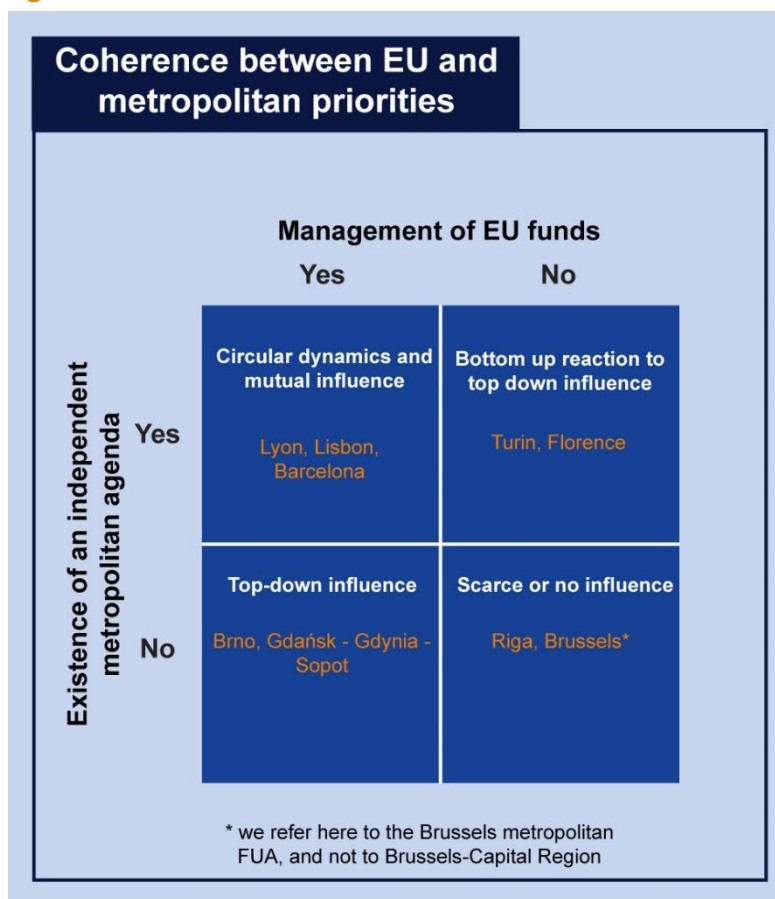 Coherence between EU and
metropolitan priorities
Management of EU funds
Yes
No
Existence of an independent
metropolitan agenda
Yes
Circular dynamics and
mutual influence
Lyon, Lisbon,
Barcelona
Bottom up reaction to
top down influence
Turin, Florence
No
Top-down influence
Brno, Gdańsk - Gdynia -
Sopot
Scarce or no influence
Riga, Brussels*
* we refer here to the Brussels metropolitan
FUA, and not to Brussels-Capital Region